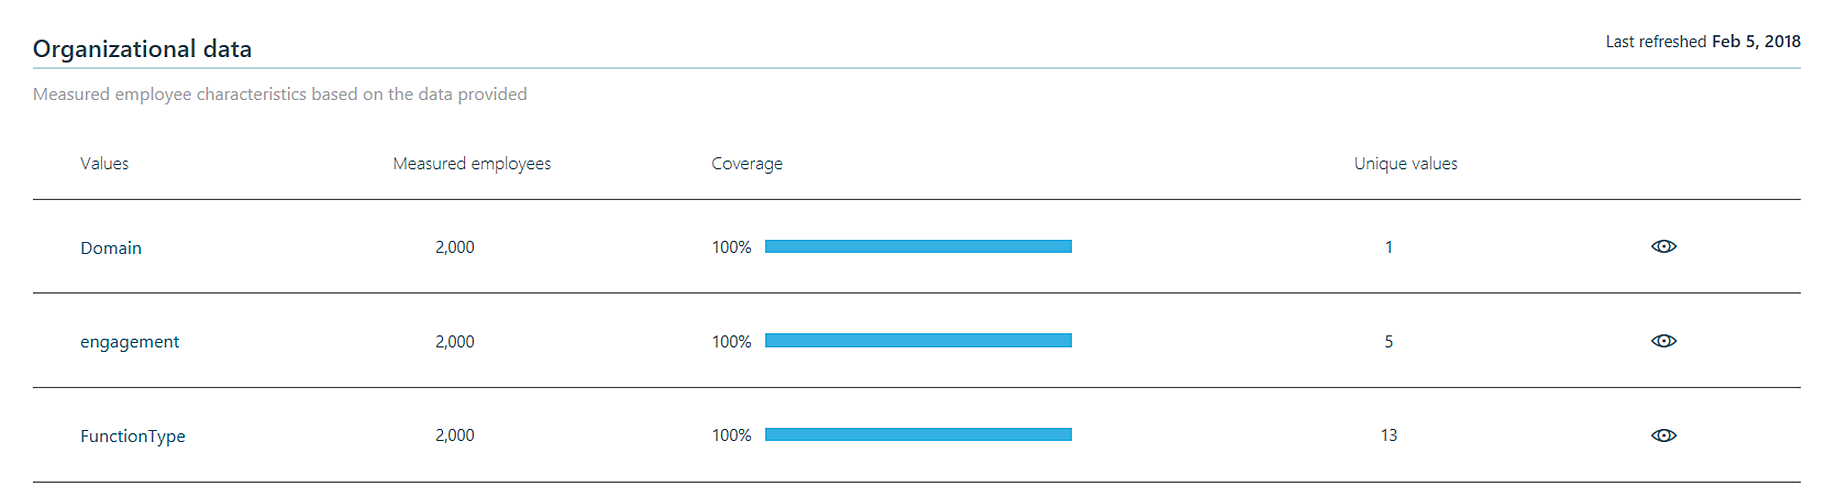 Organizational data
Last refreshed Feb 5, 2018
Measured employee characteristics based on the data provided
Values Measured employees Coverage Unique values
Domain 2,000 100% 1
engagement 2,000 100% 5
FunctionType 2,000 100% 13